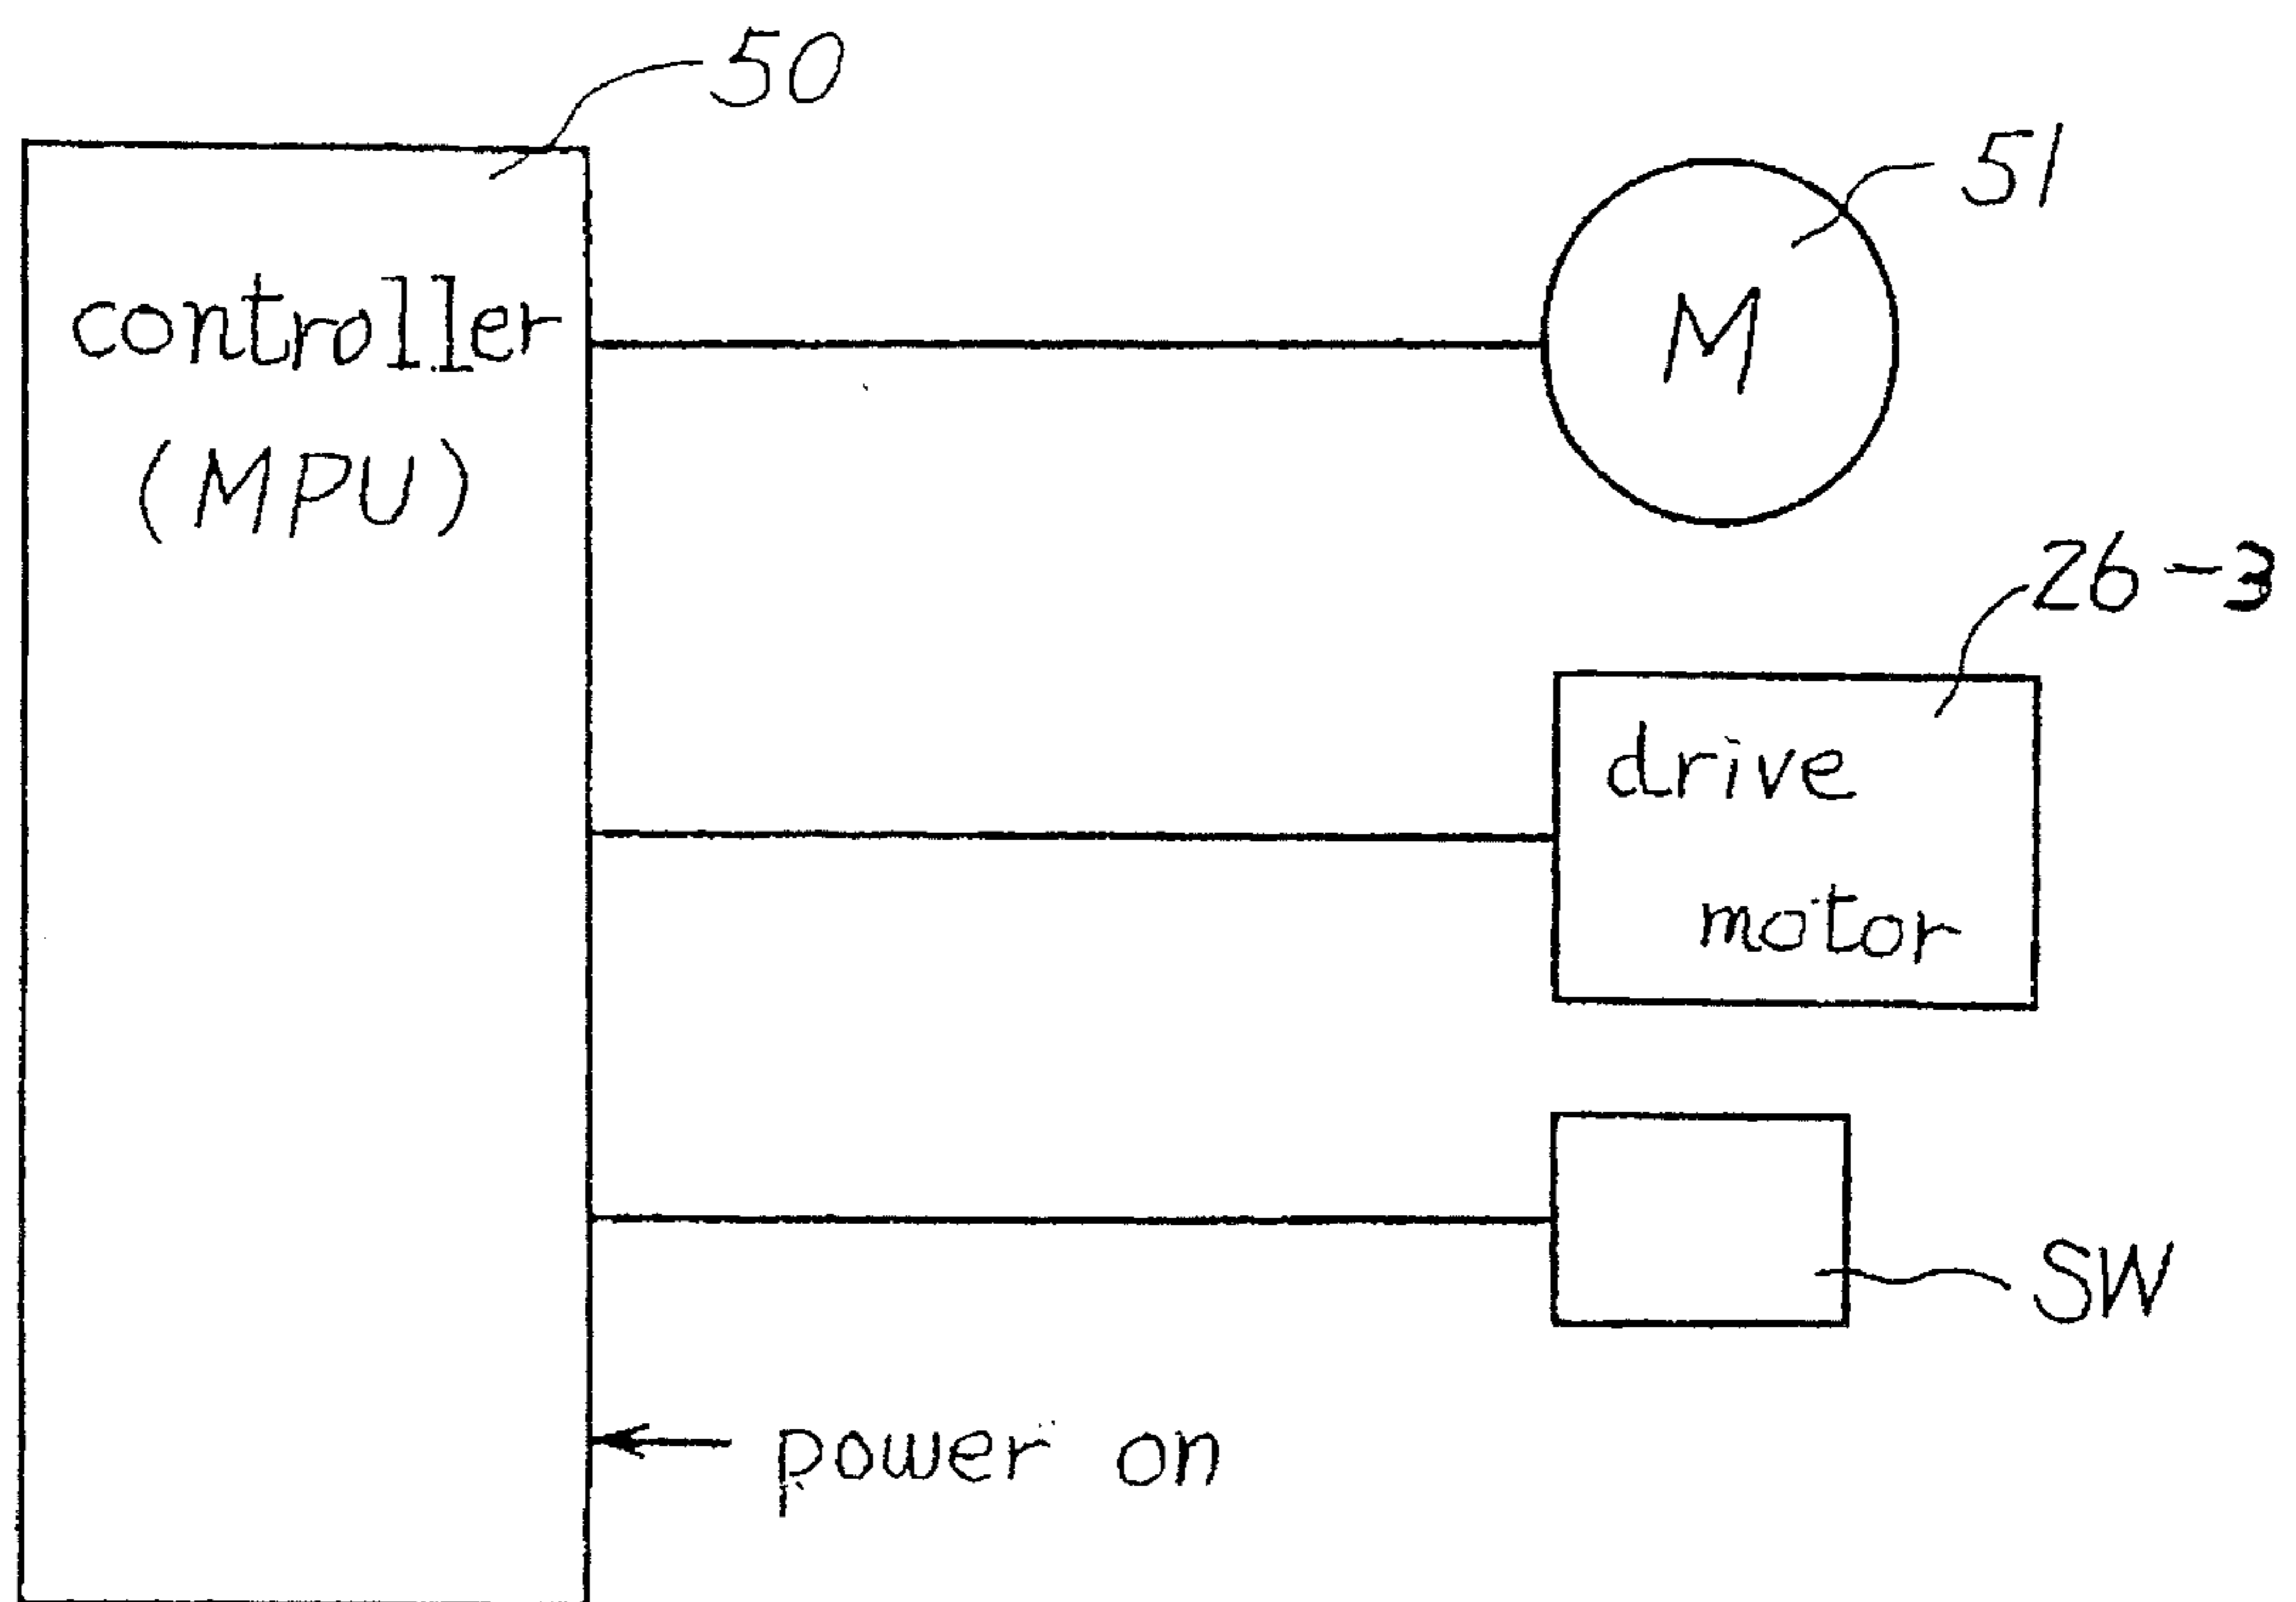 50
controller
(MPU)
51
M
26-3
drive
motor
SW
power on